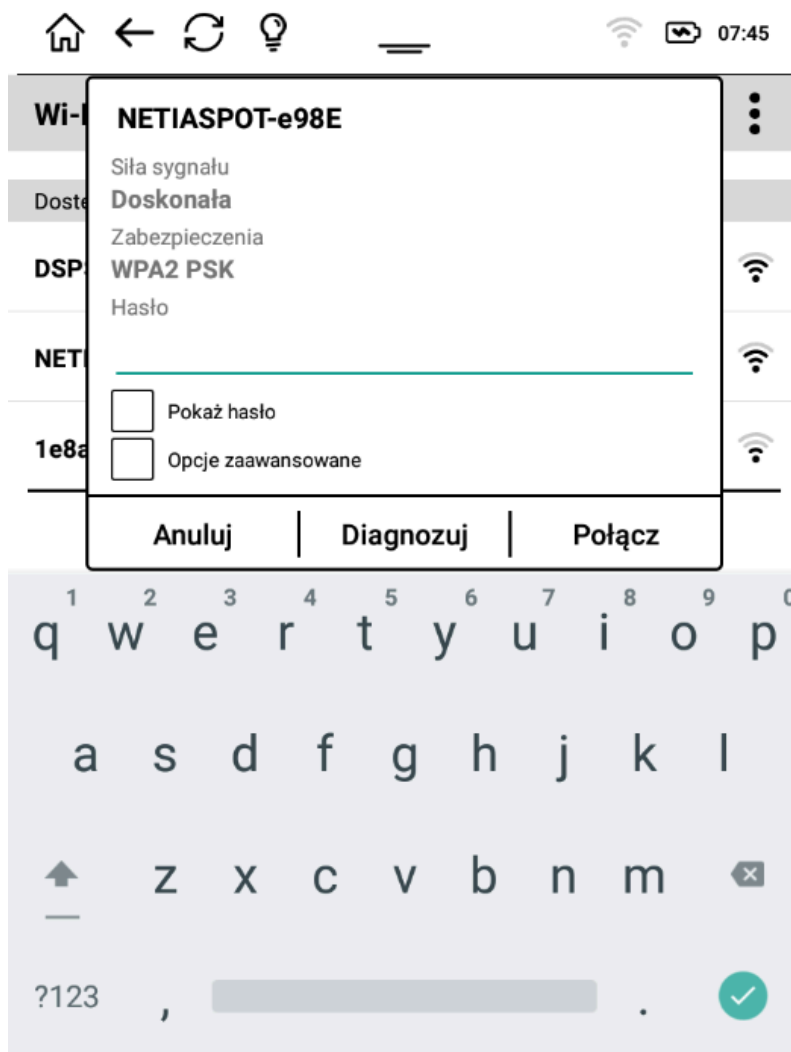 07:45
Wi-
NETIASPOT-e98E
Siła sygnału
Doskonała
Doste
Zabezpieczenia
WPA2 PSK
DSP
Hasło
NETI
Pokaż hasło
1e8a
Opcje zaawansowane
Anuluj Diagnozuj Połącz
1 2 3 4 5 6 7 8 9 0
q w e r t y u i o p
a s d f g h j k l
z x c v b n m
?123 , .